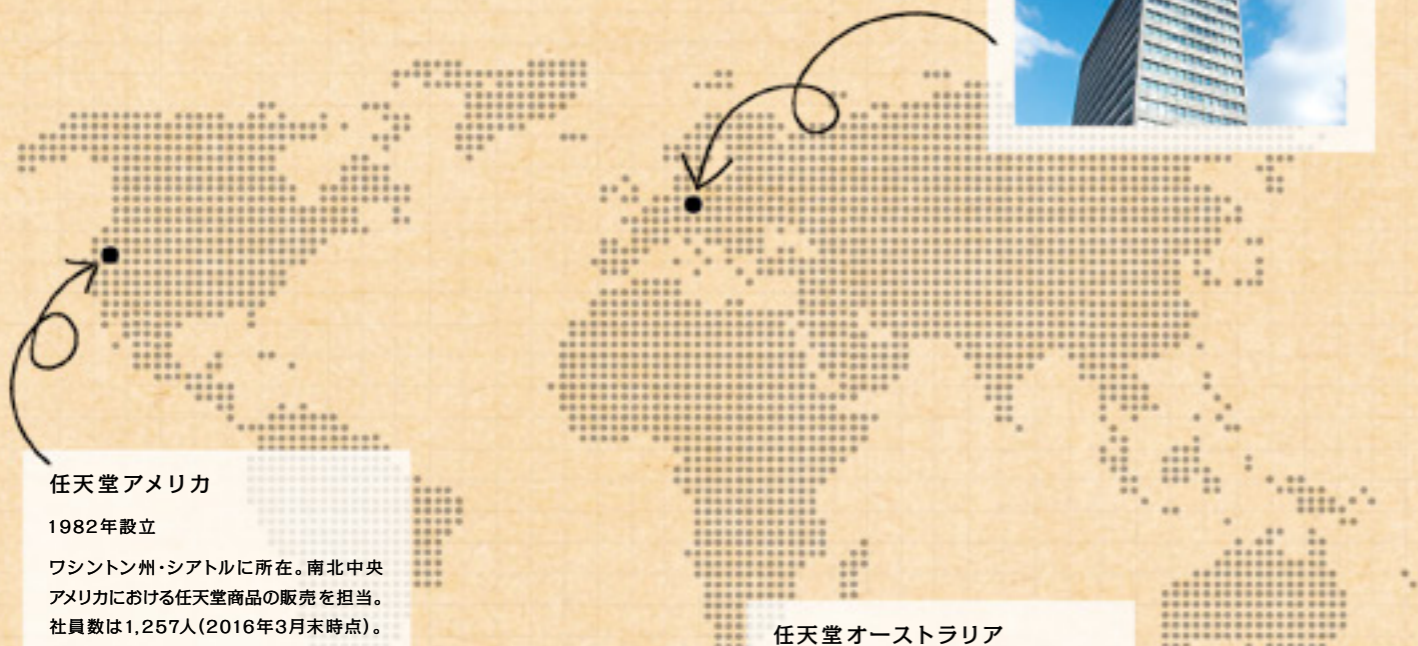 任天堂アメリカ
1982年設立
ワシントン州・シアトルに所在。南北中央
アメリカにおける任天堂商品の販売を担当。
社員数は1,257人(2016年3月末時点)。
任天堂オーストラリア